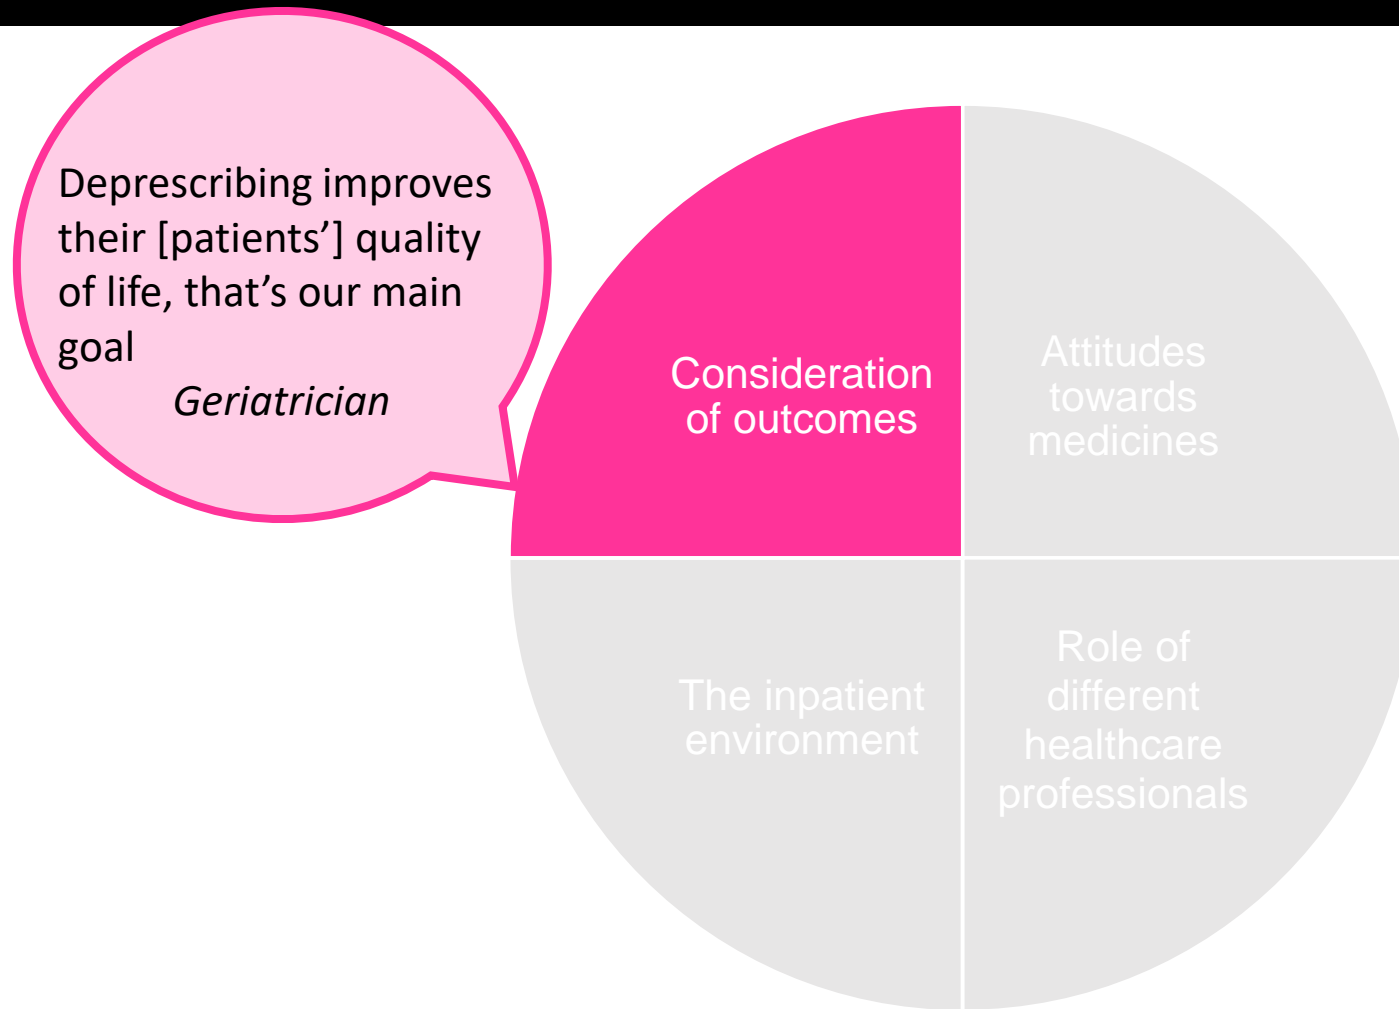 Deprescribing improves
their [patients’] quality
of life, that’s our main
goal
Geriatrician
Consideration
of outcomes
Attitudes
towards
medicines
The inpatient
environment
Role of
different
healthcare
professionals